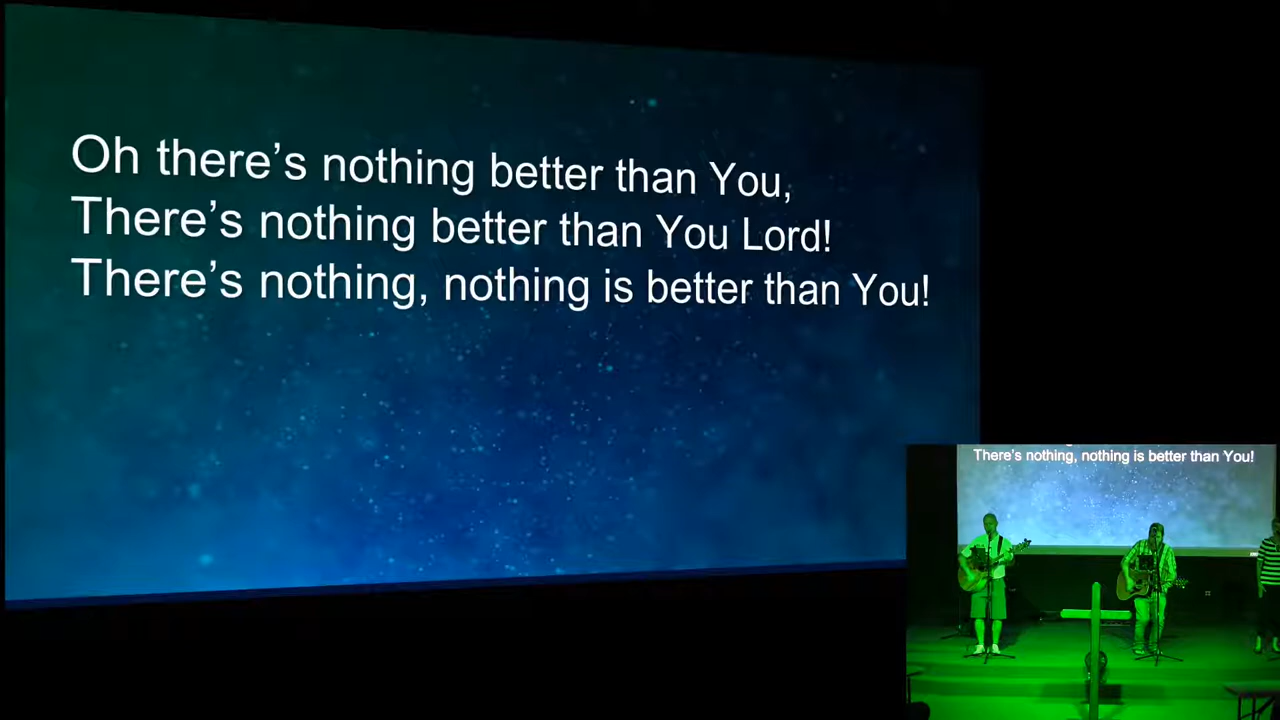 Oh there’s nothing better than You,
There’s nothing better than You Lord!
There’s nothing, nothing is better than You!
There's nothing, nothing is better than You!